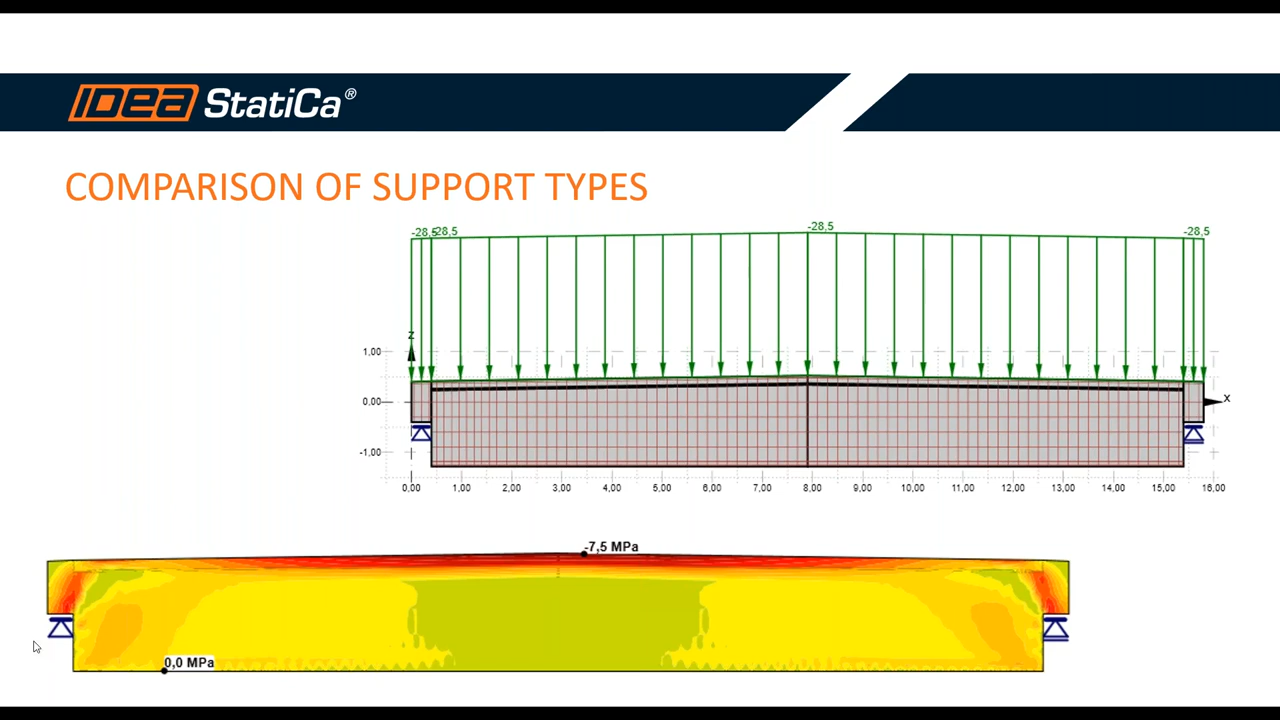 IDEA StatiCa®
COMPARISON OF SUPPORT TYPES
-28,5 -28,5 -28,5 -28,5
z
1,00
0,00
x
-1,00
0,00 1,00 2,00 3,00 4,00 5,00 6,00 7,00 8,00 9,00 10,00 11,00 12,00 13,00 14,00 15,00 16,00
-7,5 MPa
0,0 MPa